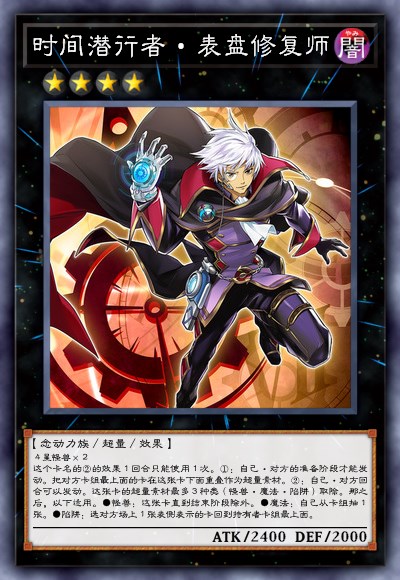 时间潜行者・表盘修复师
闇
やみ
【念动力族／超量／效果】
4星怪兽×2
这个卡名的②的效果1回合只能使用1次。①：自己・对方的准备阶段才能发
动。把对方卡组最上面的卡在这张卡下面重叠作为超量素材。②：自己・对方回
合可以发动。这张卡的超量素材最多3种类（怪兽・魔法・陷阱）取除。那之
后，以下适用。●怪兽：这张卡直到结束阶段除外。●魔法：自己从卡组抽1
张。●陷阱：选对方场上1张表侧表示的卡回到持有者卡组最上面。
ATK/2400 DEF/2000